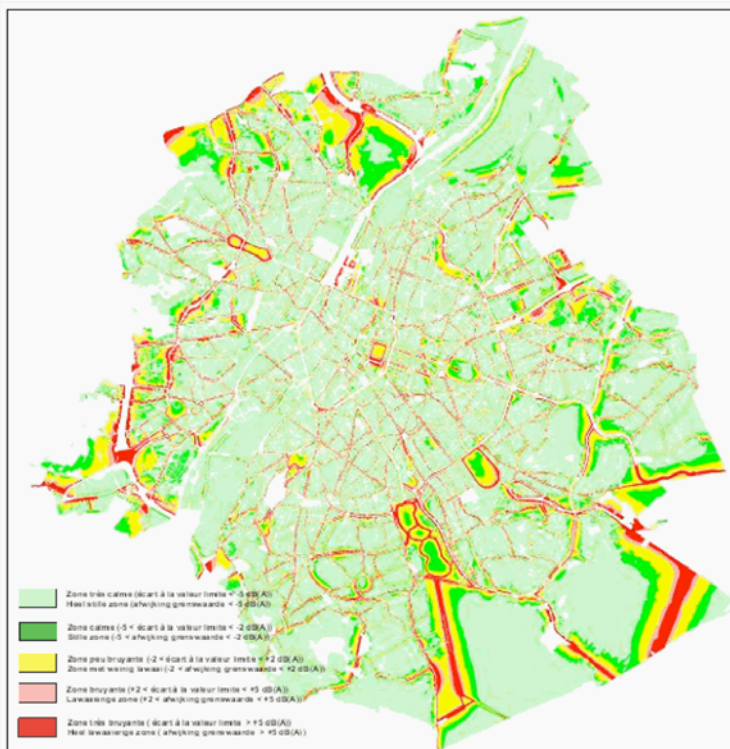 Zone très calme (écart à la valeur limite < -5 dB(A))
Heel stille zone (afwijking grenswaarde < -5 dB(A))
Zone calme (-5 < écart à la valeur limite < -2 dB(A))
Stille zone (-5 < afwijking grenswaarde < -2 dB(A))
Zone peu bruyante (-2 < écart à la valeur limite < +2 dB(A))
Zone met weinig lawaai (-2 < afwijking grenswaarde < +2 dB(A))
Zone bruyante (+2 < écart à la valeur limite < +5 dB(A))
Lawaaierige zone (+2 < afwijking grenswaarde < +5 dB(A))
Zone très bruyante ( écart à la valeur limite > +5 dB(A))
Heel lawaaierige zone ( afwijking grenswaarde > +5 dB(A))